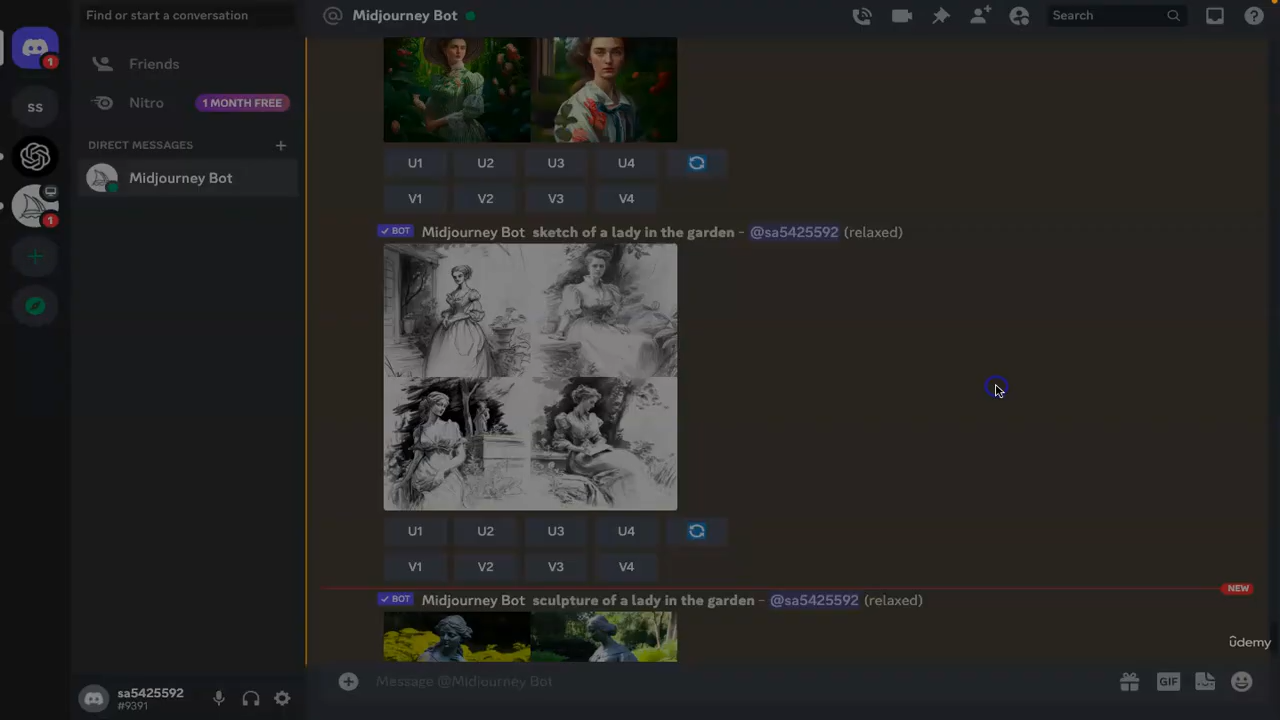 Find or start a conversation
Midjourney Bot
Search
1
Friends
SS
Nitro
1 MONTH FREE
DIRECT MESSAGES
Midjourney Bot
1
U1 U2 U3 U4
V1 V2 V3 V4
BOT Midjourney Bot sketch of a lady in the garden - @sa5425592 (relaxed)
U1 U2 U3 U4
V1 V2 V3 V4
NEW
BOT Midjourney Bot sculpture of a lady in the garden - @sa5425592 (relaxed)
ûdemy
Message @Midjourney Bot
GIF
sa5425592
#9391